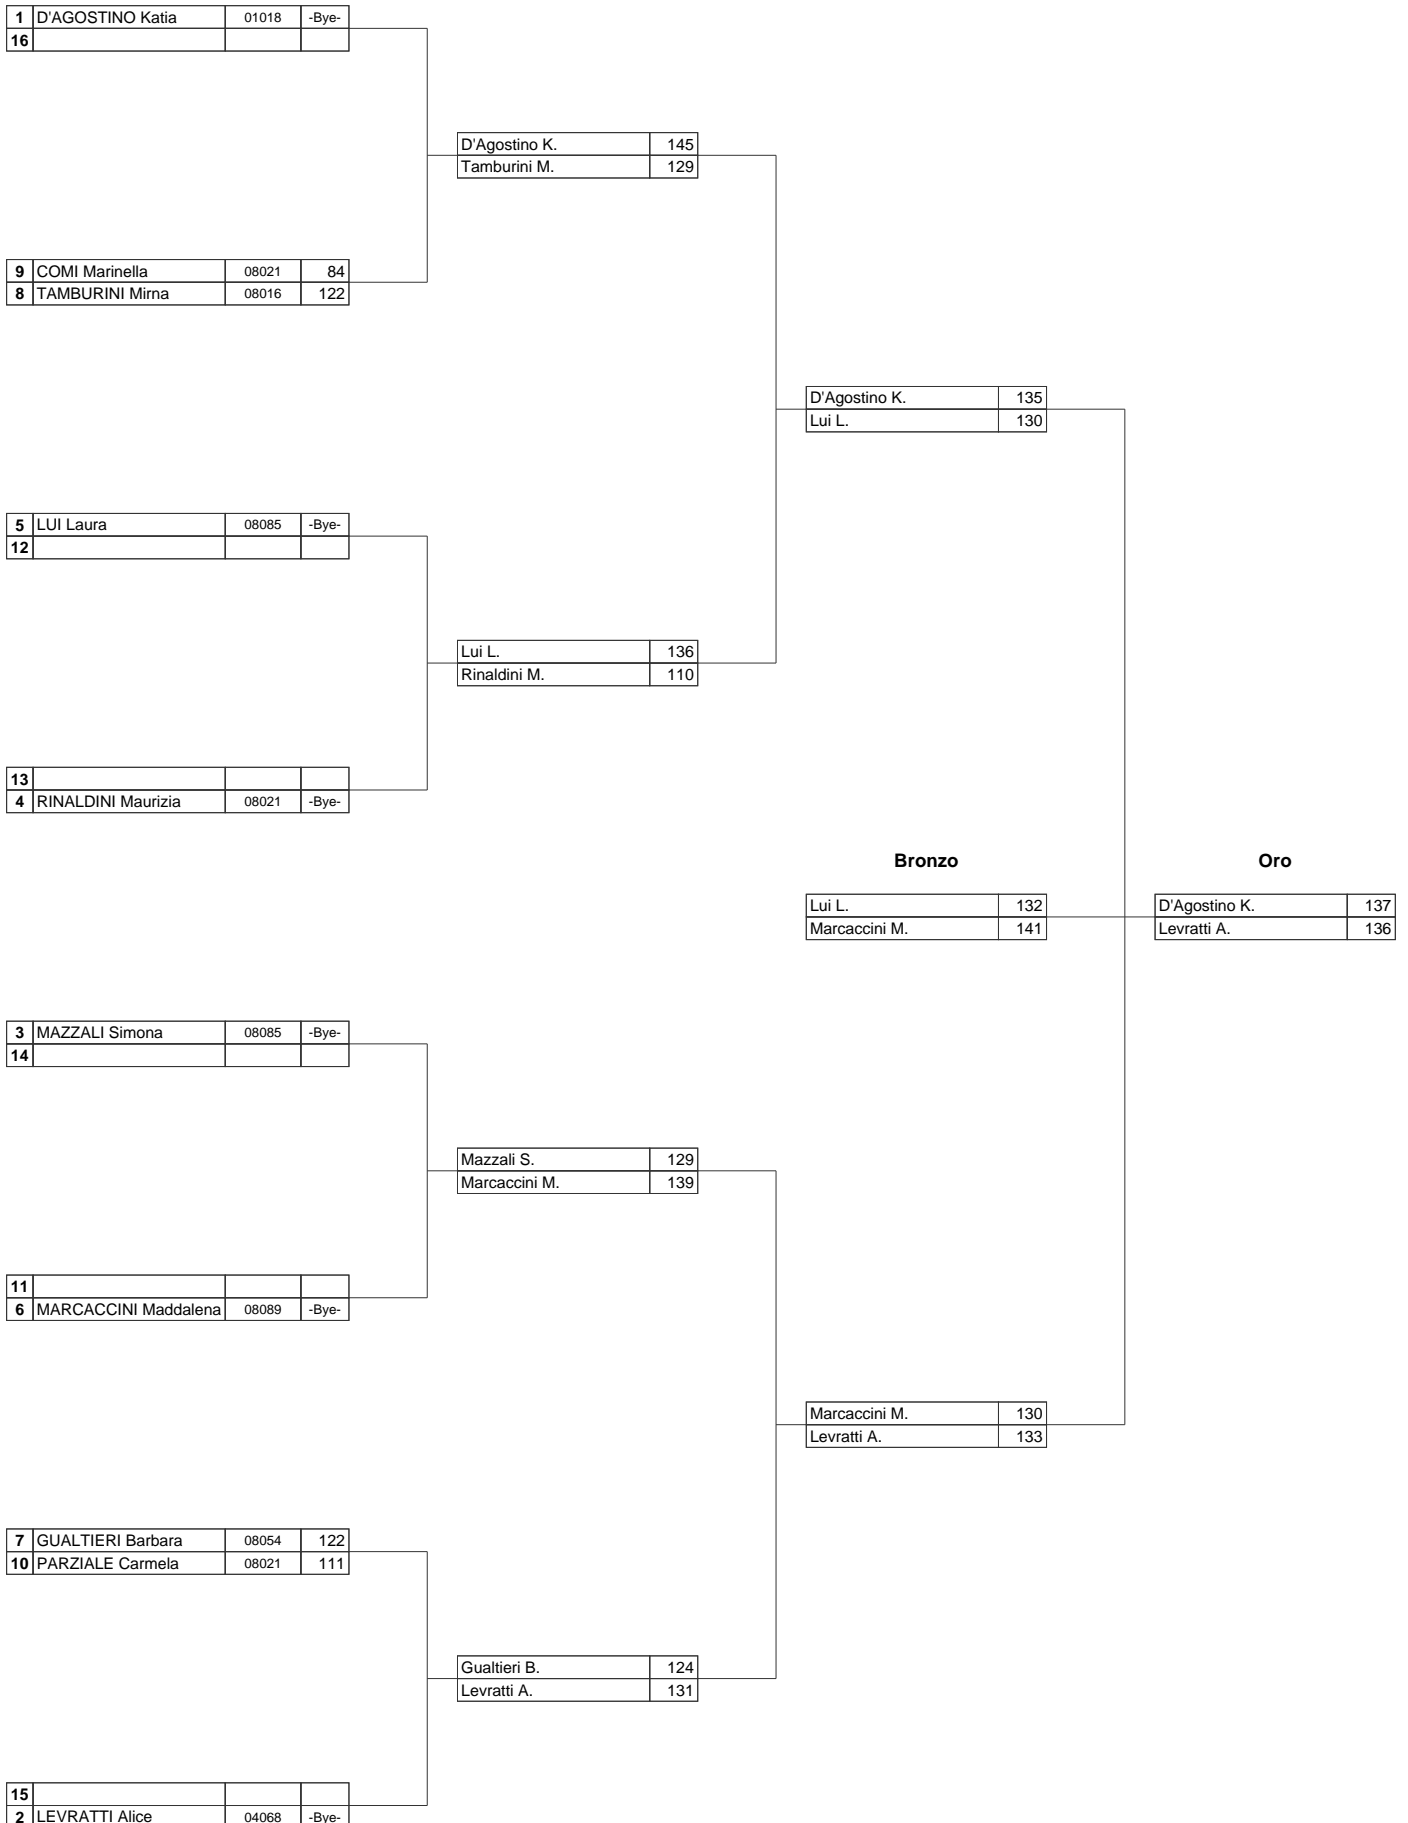 1 D'AGOSTINO Katia 01018 -Bye-
16
D'Agostino K. 145
Tamburini M. 129
9 COMI Marinella 08021 84
8 TAMBURINI Mirna 08016 122
D'Agostino K. 135
Lui L. 130
5 LUI Laura 08085 -Bye-
12
Lui L. 136
Rinaldini M. 110
13
4 RINALDINI Maurizia 08021 -Bye-
Bronzo Oro
Lui L. 132 D'Agostino K. 137
Marcaccini M. 141 Levratti A. 136
3 MAZZALI Simona 08085 -Bye-
14
Mazzali S. 129
Marcaccini M. 139
11
6 MARCACCINI Maddalena 08089 -Bye-
Marcaccini M. 130
Levratti A. 133
7 GUALTIERI Barbara 08054 122
10 PARZIALE Carmela 08021 111
Gualtieri B. 124
Levratti A. 131
15
2 LEVRATTI Alice 04068 -Bye-